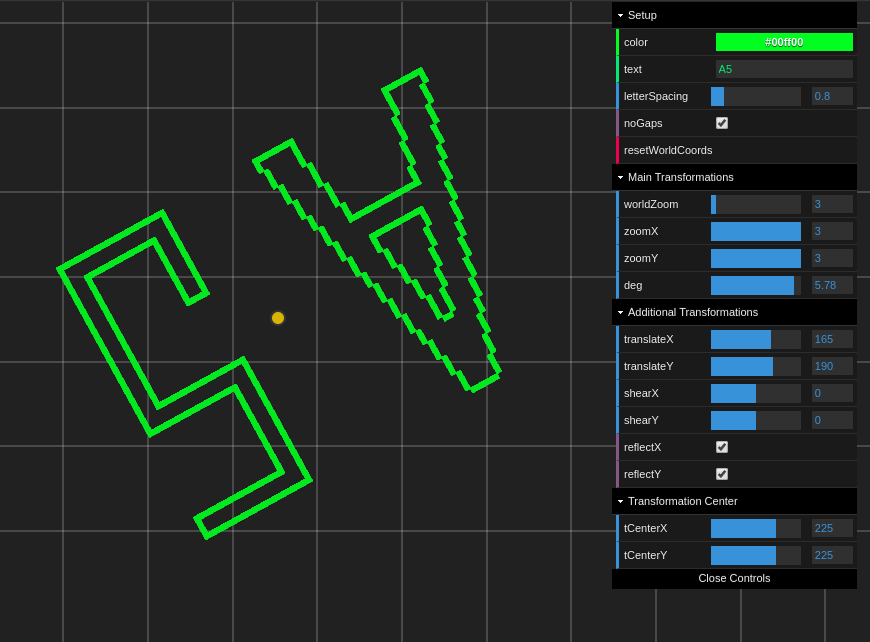 A5
Setup
color #00ff00
text A5
letterSpacing 0.8
noGaps
resetWorldCoords
Main Transformations
worldZoom 3
zoomX 3
zoomY 3
deg 5.78
Additional Transformations
translateX 165
translateY 190
shearX 0
shearY 0
reflectX
reflectY
Transformation Center
tCenterX 225
tCenterY 225
Close Controls